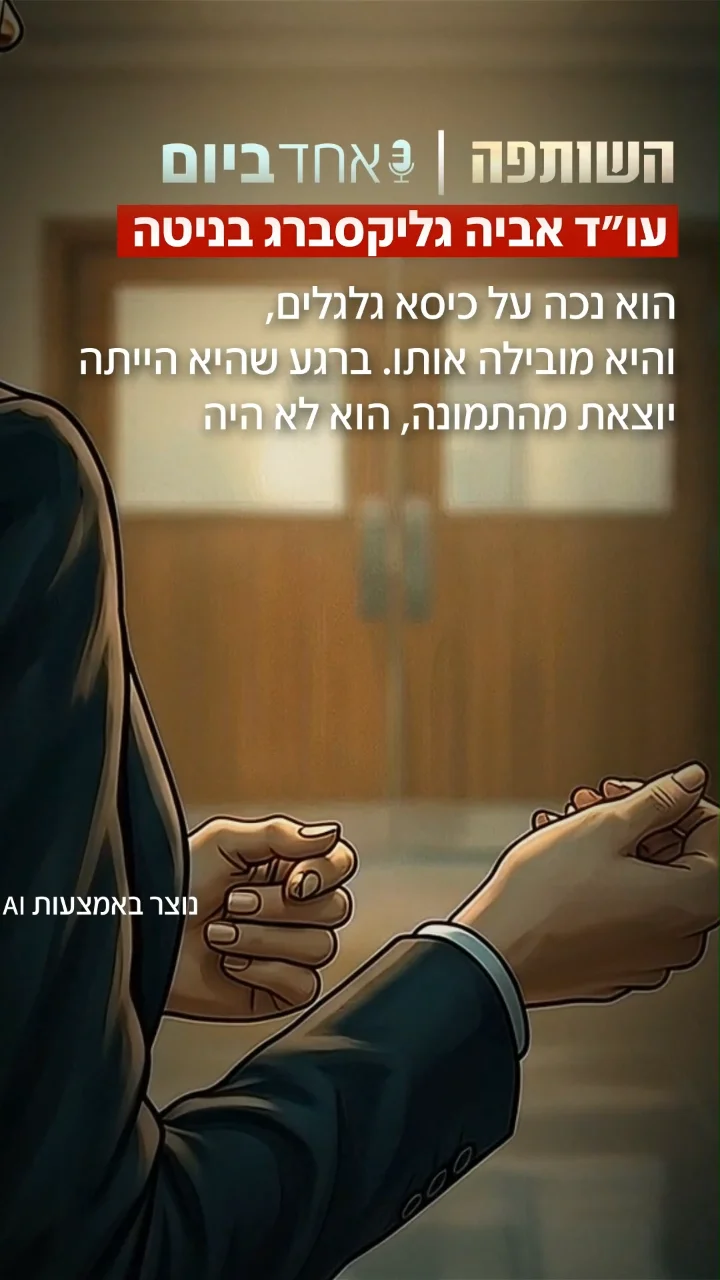 השותפה | אחד ביום
עו״ד אביה גליקסברג בניטה
הוא נכה על כיסא גלגלים,
והיא מובילה אותו. ברגע שהיא הייתה
יוצאת מהתמונה, הוא לא היה
נוצר באמצעות AI